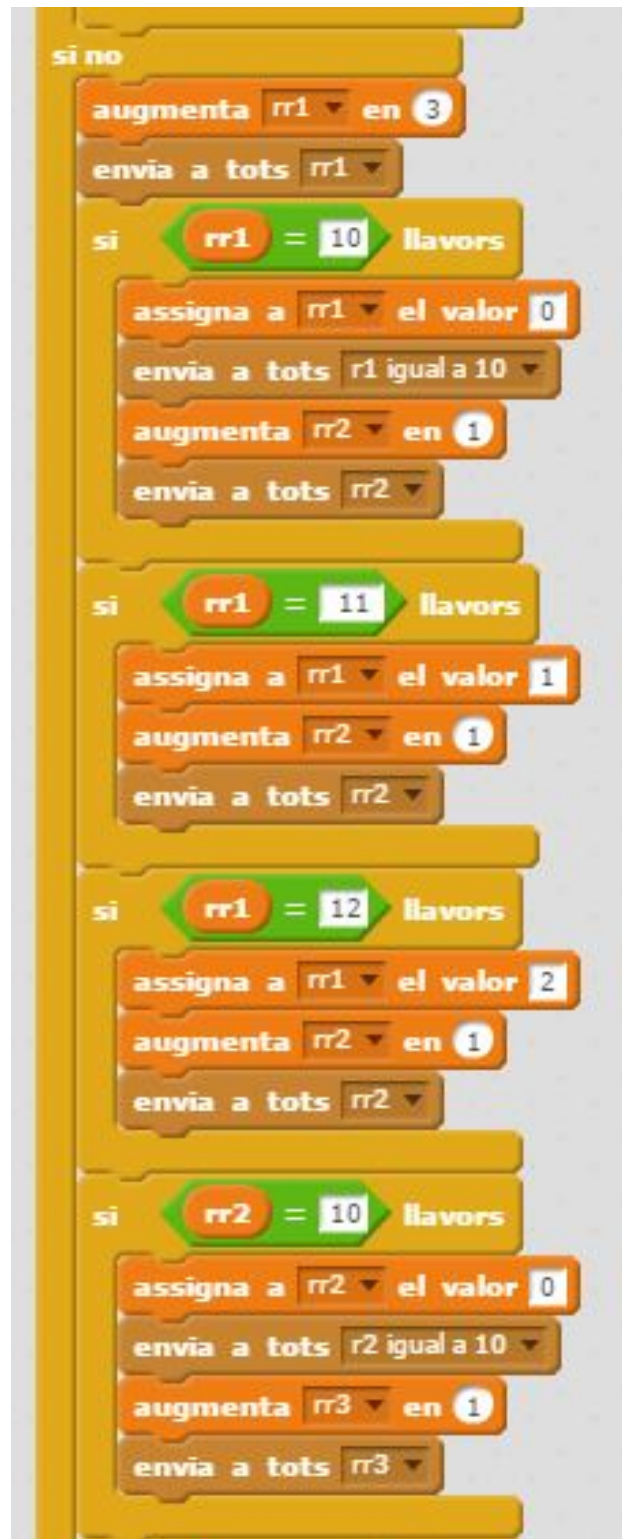 si no
augmenta rr1 en 3
envia a tots rr1
si rr1 = 10 llavors
assigna a rr1 el valor 0
envia a tots r1 igual a 10
augmenta rr2 en 1
envia a tots rr2
si rr1 = 11 llavors
assigna a rr1 el valor 1
augmenta rr2 en 1
envia a tots rr2
si rr1 = 12 llavors
assigna a rr1 el valor 2
augmenta rr2 en 1
envia a tots rr2
si rr2 = 10 llavors
assigna a rr2 el valor 0
envia a tots r2 igual a 10
augmenta rr3 en 1
envia a tots rr3